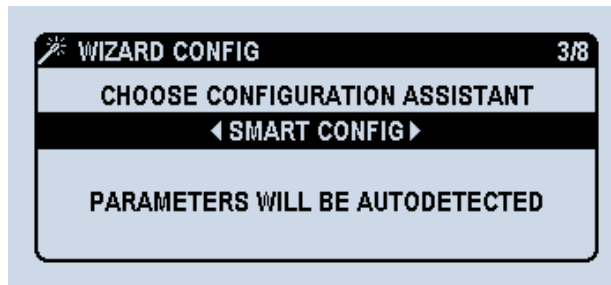 WIZARD CONFIG 3/8
CHOOSE CONFIGURATION ASSISTANT
SMART CONFIG
PARAMETERS WILL BE AUTODETECTED